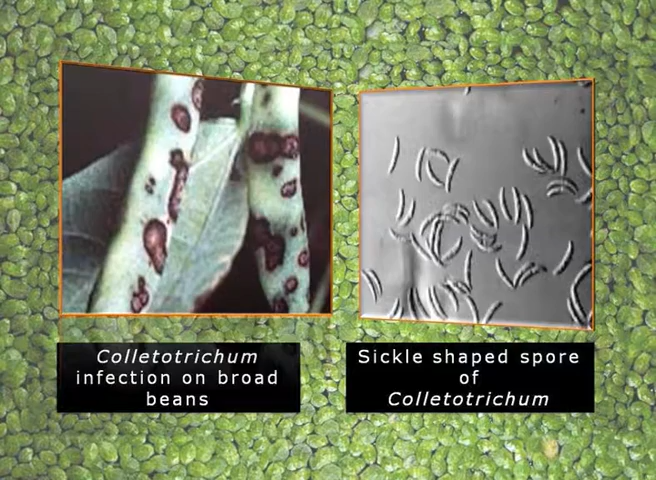 Colletotrichum
infection on broad
beans
Sickle shaped spore
of
Colletotrichum